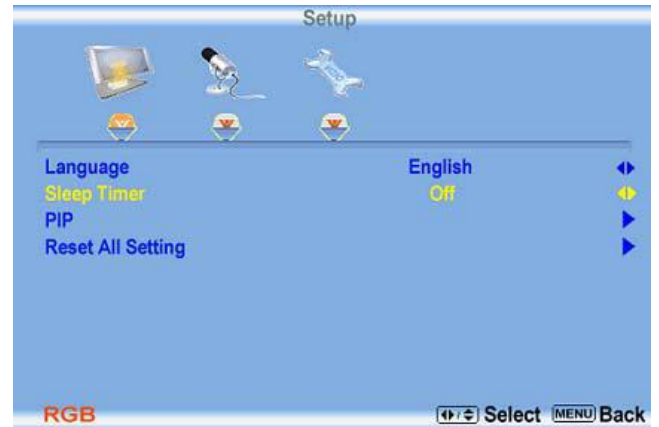 Setup
Language English
Sleep Timer Off
PIP
Reset All Setting
RGB Select MENU Back